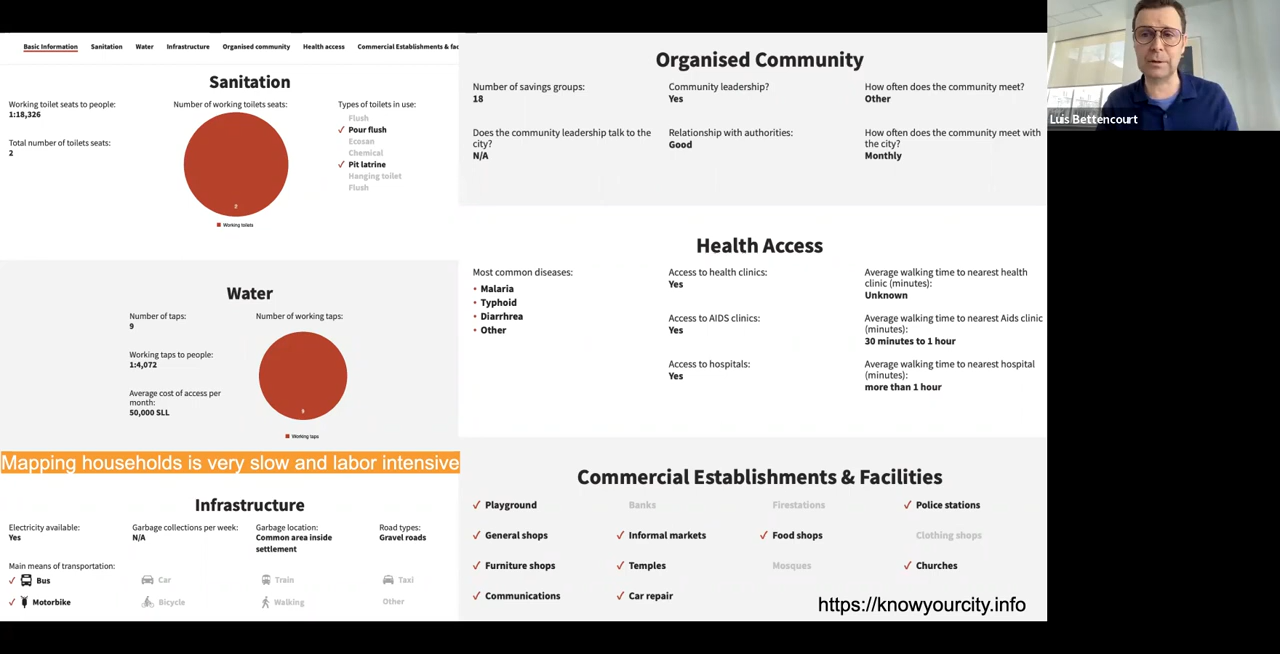 Basic Information Sanitation Water Infrastructure Organised community Health access Commercial Establishments & fac
Sanitation
Working toilet seats to people:
1:18,326
Total number of toilets seats:
2
Number of working toilets seats:
2
Working toilets
Types of toilets in use:
Flush
✓ Pour flush
Ecosan
Chemical
✓ Pit latrine
Hanging toilet
Flush
Water
Number of taps:
9
Working taps to people:
1:4,072
Average cost of access per
month:
50,000 SLL
Number of working taps:
9
Working taps
Mapping households is very slow and labor intensive
Infrastructure
Electricity available:
Yes
Garbage collections per week:
N/A
Garbage location:
Common area inside
settlement
Road types:
Gravel roads
Main means of transportation:
✓ Bus
Car
Train
Taxi
✓ Motorbike
Bicycle
Walking
Other
Organised Community
Number of savings groups:
18
Community leadership?
Yes
How often does the community meet?
Other
Does the community leadership talk to the
city?
N/A
Relationship with authorities:
Good
How often does the community meet with
the city?
Monthly
Health Access
Most common diseases:
• Malaria
• Typhoid
• Diarrhea
• Other
Access to health clinics:
Yes
Access to AIDS clinics:
Yes
Access to hospitals:
Yes
Average walking time to nearest health
clinic (minutes):
Unknown
Average walking time to nearest Aids clinic
(minutes):
30 minutes to 1 hour
Average walking time to nearest hospital
(minutes):
more than 1 hour
Commercial Establishments & Facilities
✓ Playground
Banks
Firestations
✓ Police stations
✓ General shops
✓ Informal markets
✓ Food shops
Clothing shops
✓ Furniture shops
✓ Temples
Mosques
✓ Churches
✓ Communications
✓ Car repair
https://knowyourcity.info
Luis Bettencourt